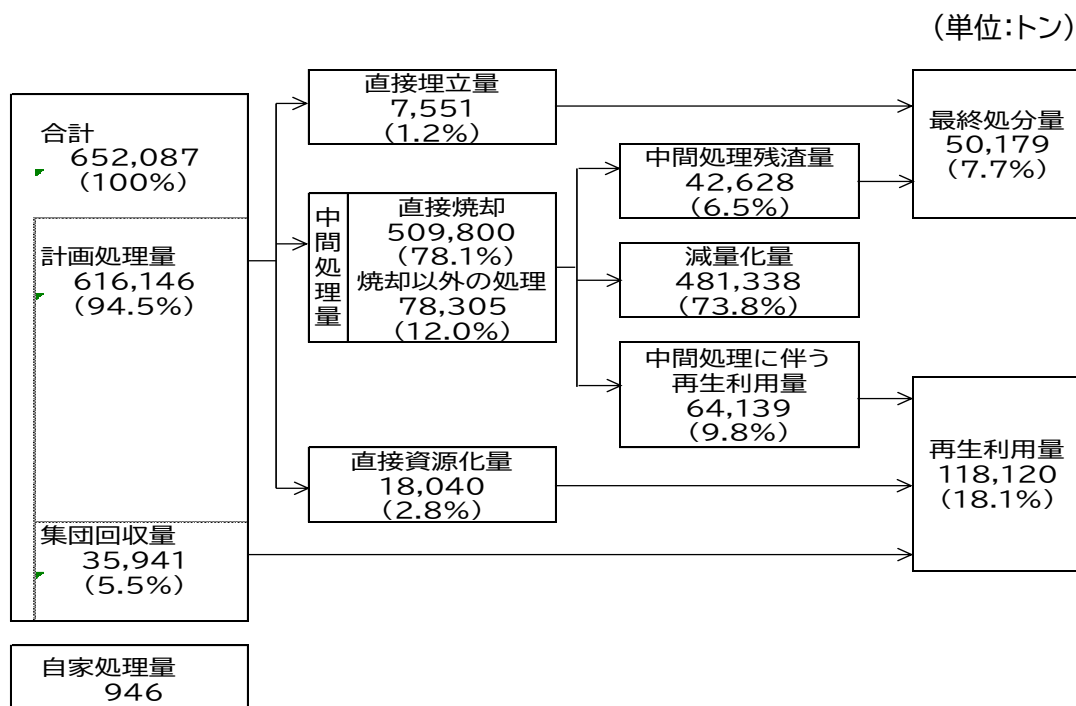 （単位：トン）
合計
652,087
（100%）
計画処理量
616,146
（94.5%）
集団回収量
35,941
（5.5%）
自家処理量
946
直接埋立量
7,551
（1.2%）
中間処理量
直接焼却
509,800
（78.1%）
焼却以外の処理
78,305
（12.0%）
直接資源化量
18,040
（2.8%）
中間処理残渣量
42,628
（6.5%）
減量化量
481,338
（73.8%）
中間処理に伴う
再生利用量
64,139
（9.8%）
最終処分量
50,179
（7.7%）
再生利用量
118,120
（18.1%）